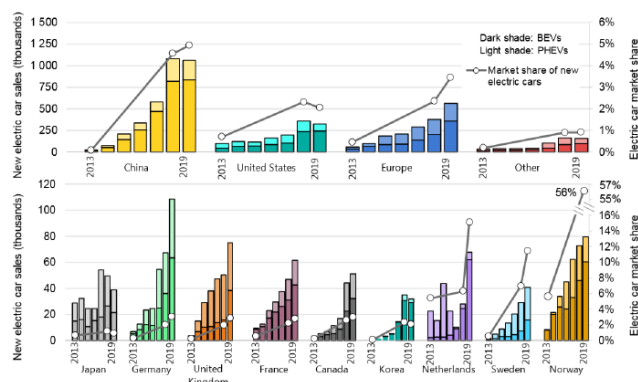 New electric car sales (thousands)
1 500
1 250
1 000
750
500
250
0
6%
5%
4%
3%
2%
1%
0%
Electric car market share
Dark shade: BEVs
Light shade: PHEVs
Market share of new
electric cars
2013 2019 2013 2019 2013 2019 2013 2019
China United States Europe Other
New electric car sales (thousands)
120
100
80
60
40
20
0
56%
57%
55%
16%
14%
12%
10%
8%
6%
4%
2%
0%
Electric car market share
2013 2019 2013 2019 2013 2019 2013 2019 2013 2019 2013 2019 2013 2019 2013 2019 2013 2019
Japan Germany United France Canada Korea Netherlands Sweden Norway
Kingdom